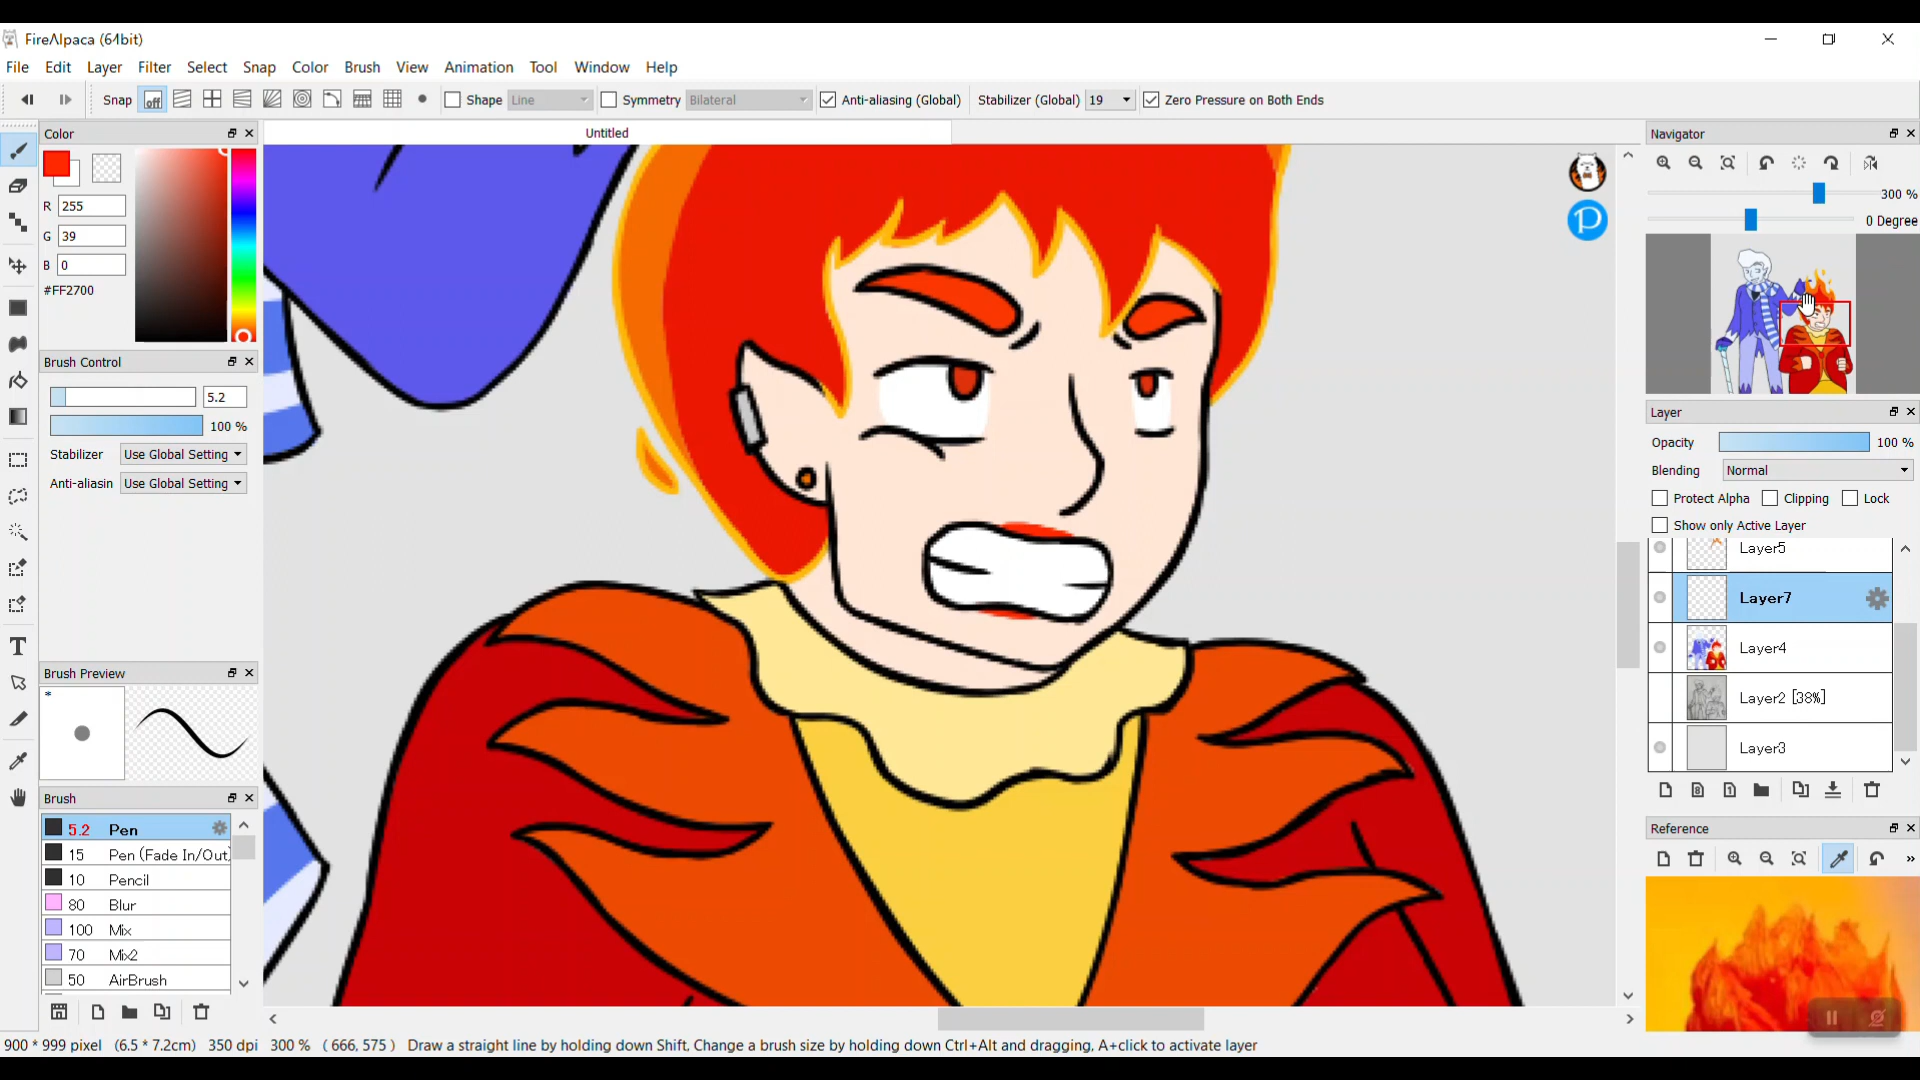 FireAlpaca (64bit)
File Edit Layer Filter Select Snap Color Brush View Animation Tool Window Help
Snap off Shape Line Symmetry Bilateral Anti-aliasing (Global) Stabilizer (Global) 19 Zero Pressure on Both Ends
Color
Untitled
Navigator
R 255
G 39
B 0
#FF2700
300 %
0 Degree
Brush Control
5.2
100 %
Stabilizer Use Global Setting
Anti-aliasin Use Global Setting
Layer
Opacity 100 %
Blending Normal
Protect Alpha Clipping Lock
Show only Active Layer
Layer5
Layer7
Layer4
Layer2 [38%]
Layer3
Brush Preview
*
Brush
5.2 Pen
15 Pen (Fade In/Out)
10 Pencil
80 Blur
100 Mix
70 Mix2
50 AirBrush
Reference
P
T
900 * 999 pixel (6.5 * 7.2cm) 350 dpi 300 % ( 666, 575 ) Draw a straight line by holding down Shift, Change a brush size by holding down Ctrl+Alt and dragging, A+click to activate layer